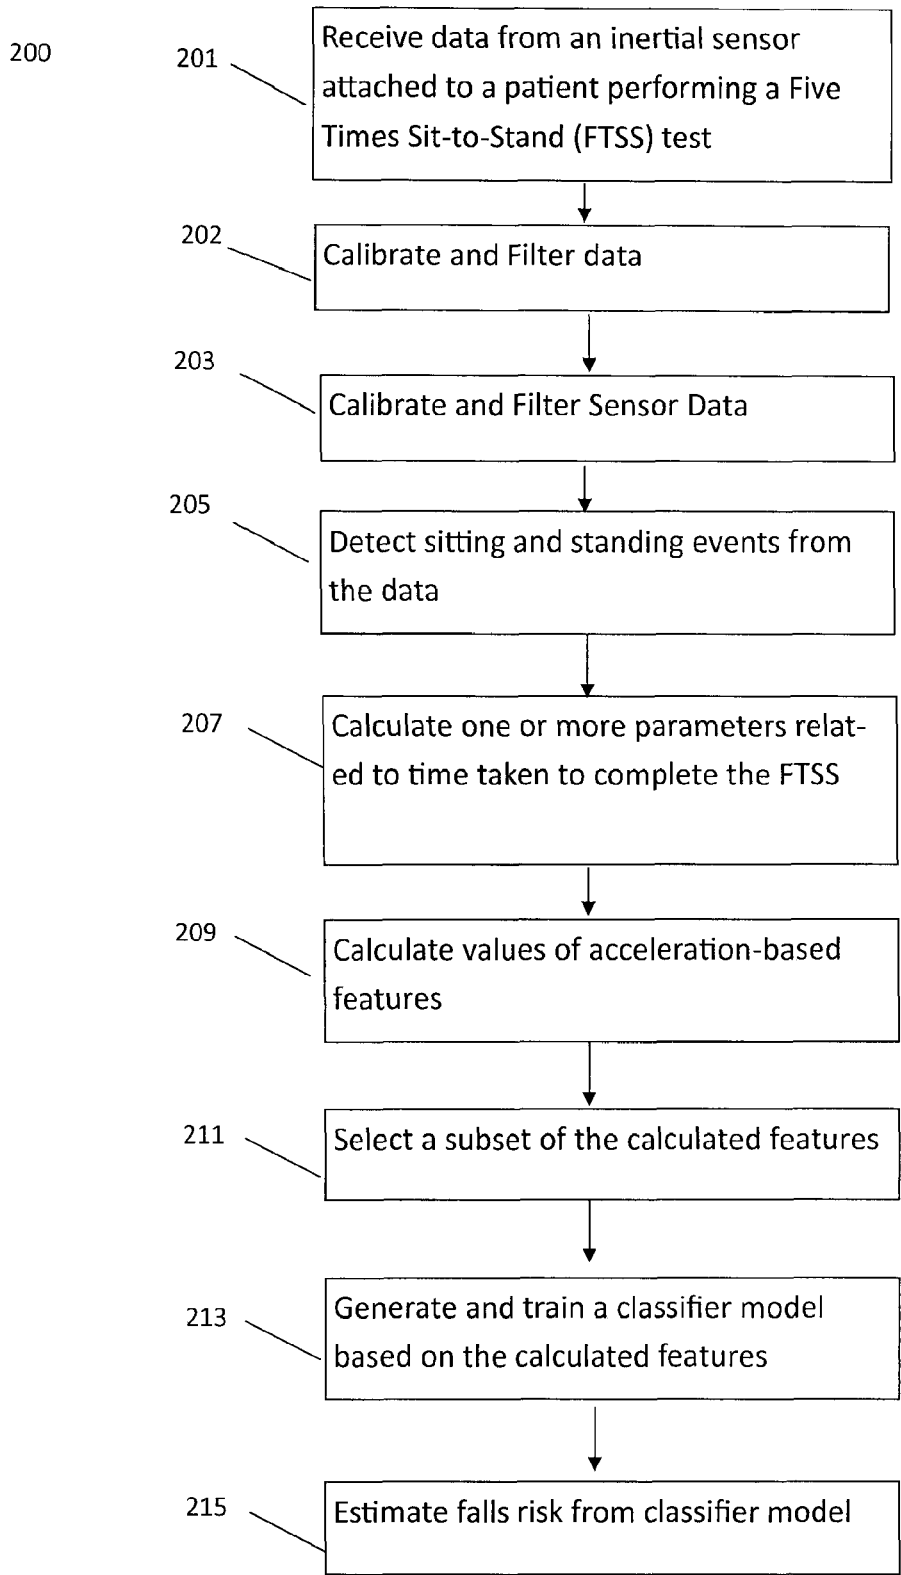 200
201
Receive data from an inertial sensor
attached to a patient performing a Five
Times Sit-to-Stand (FTSS) test
202
Calibrate and Filter data
203
Calibrate and Filter Sensor Data
205
Detect sitting and standing events from
the data
207
Calculate one or more parameters relat-
ed to time taken to complete the FTSS
209
Calculate values of acceleration-based
features
211
Select a subset of the calculated features
213
Generate and train a classifier model
based on the calculated features
215
Estimate falls risk from classifier model